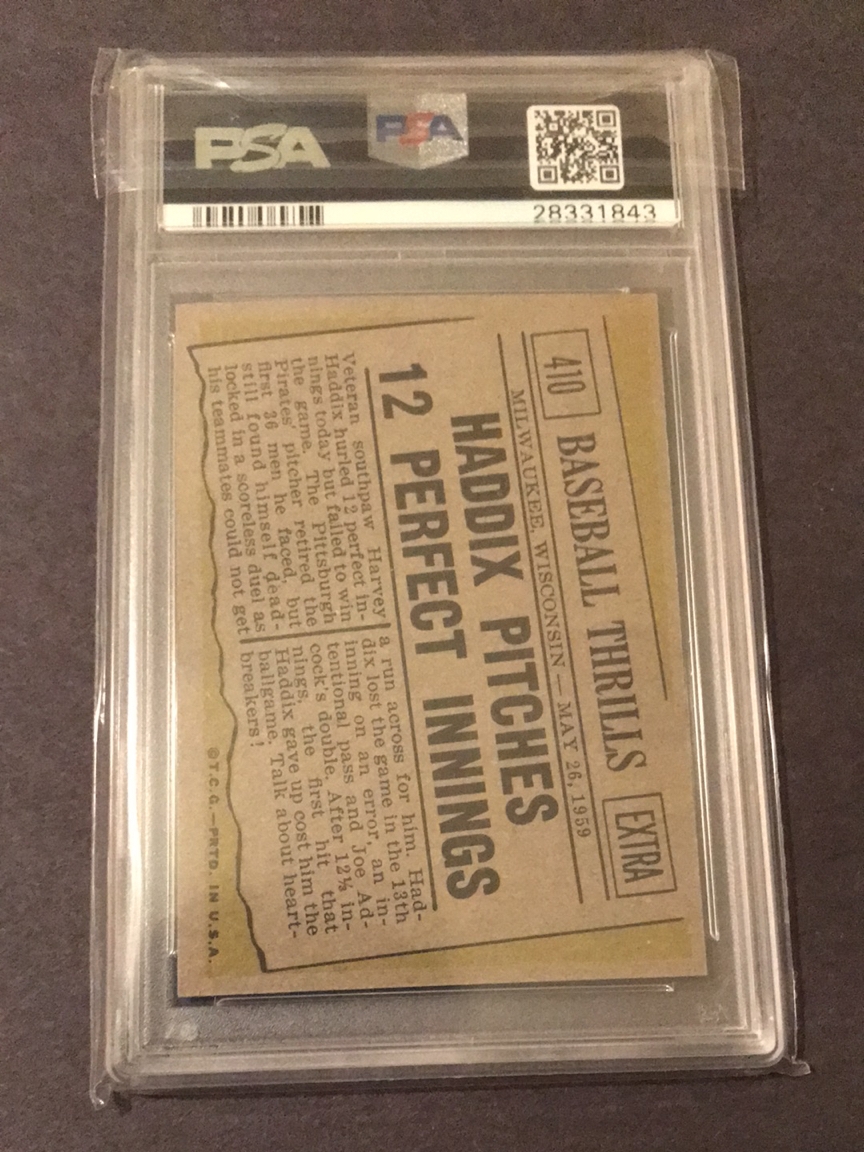 PSA
PSA
28331843
410 BASEBALL THRILLS EXTRA
MILWAUKEE, WISCONSIN — MAY 26, 1959
HADDIX PITCHES
12 PERFECT INNINGS
Veteran southpaw Harvey
Haddix hurled 12 perfect in-
nings today but failed to win
the game. The Pittsburgh
Pirates' pitcher retired the
first 36 men he faced, but
still found himself dead-
locked in a scoreless duel as
his teammates could not get
a run across for him. Had-
dix lost the game in the 13th
inning on an error, an in-
tentional pass and Joe Ad-
cock's double. After 12⅓ in-
nings, the first hit that
Haddix gave up cost him the
ballgame. Talk about heart-
breakers!
©T.C.G.—PRTD. IN U.S.A.